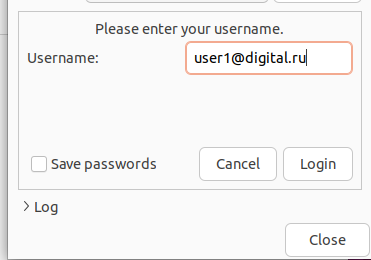 Please enter your username.
Username: user1@digital.ru
Save passwords Cancel Login
Log
Close